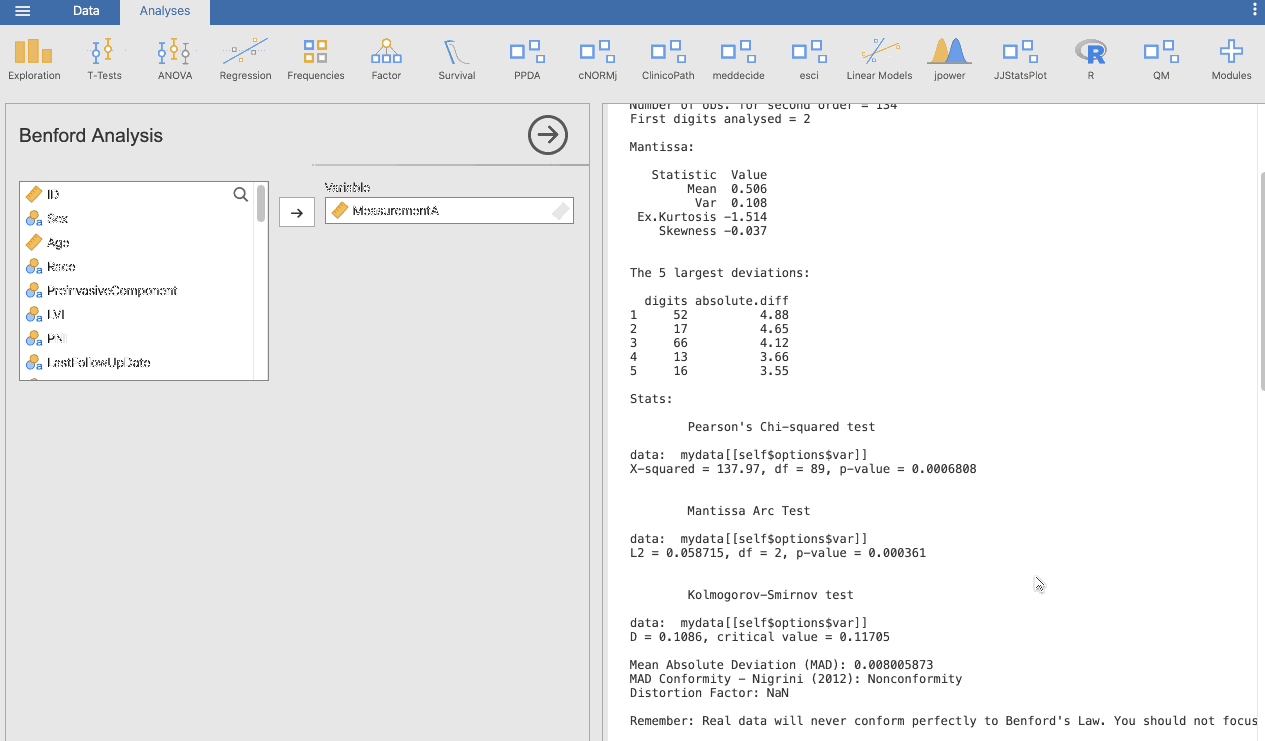 Data Analyses
Exploration T-Tests ANOVA Regression Frequencies Factor Survival PPDA cNORMj ClinicoPath meddecide esci Linear Models jpower JJStatsPlot R QM Modules
Benford Analysis
ID
Sex
Age
Race
PreinvasiveComponent
LVI
PNI
LastFollowUpDate
Variable
MeasurementA
Number of obs. for second order = 134
First digits analysed = 2
Mantissa:
Statistic Value
Mean 0.506
Var 0.108
Ex.Kurtosis -1.514
Skewness -0.037
The 5 largest deviations:
digits absolute.diff
1 52 4.88
2 17 4.65
3 66 4.12
4 13 3.66
5 16 3.55
Stats:
Pearson's Chi-squared test
data: mydata[[self$options$var]]
X-squared = 137.97, df = 89, p-value = 0.0006808
Mantissa Arc Test
data: mydata[[self$options$var]]
L2 = 0.058715, df = 2, p-value = 0.000361
Kolmogorov-Smirnov test
data: mydata[[self$options$var]]
D = 0.1086, critical value = 0.11705
Mean Absolute Deviation (MAD): 0.008005873
MAD Conformity - Nigrini (2012): Nonconformity
Distortion Factor: NaN
Remember: Real data will never conform perfectly to Benford's Law. You should not focus